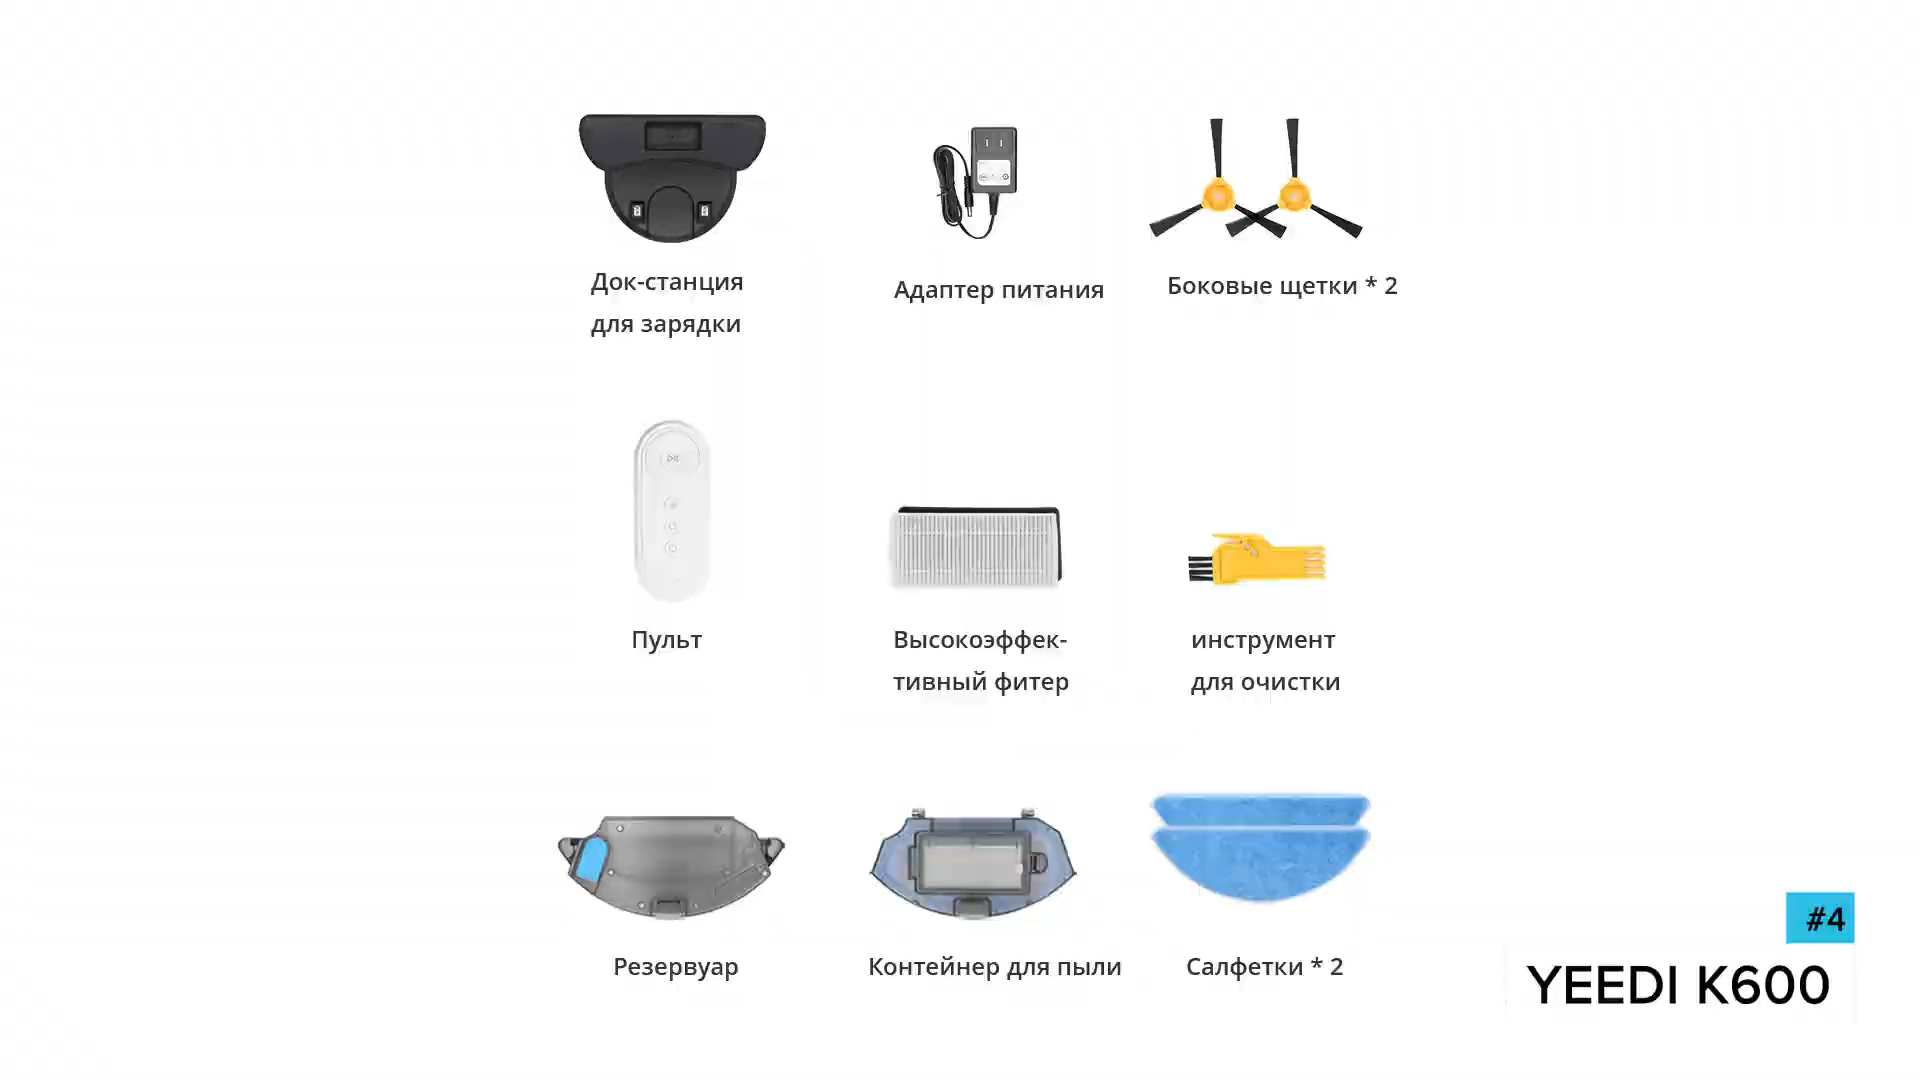 Док-станция
для зарядки
Адаптер питания
Боковые щетки * 2
Пульт
Высокоэффек-
тивный фитер
инструмент
для очистки
Резервуар
Контейнер для пыли
Салфетки * 2
#4
YEEDI K600